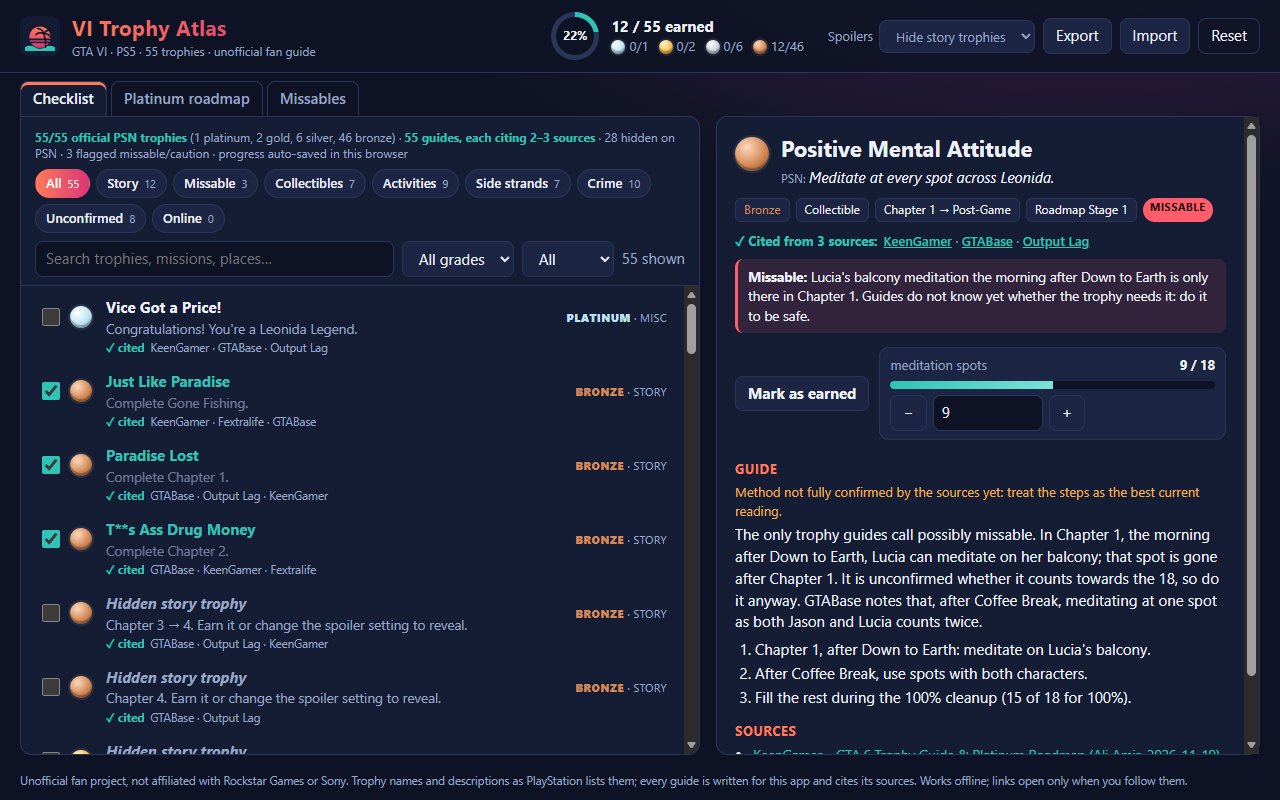 VI Trophy Atlas
GTA VI · PS5 · 55 trophies · unofficial fan guide
22%
12 / 55 earned
0/1 0/2 0/6 12/46
Spoilers
Hide story trophies
Export
Import
Reset
Checklist
Platinum roadmap
Missables
55/55 official PSN trophies (1 platinum, 2 gold, 6 silver, 46 bronze) · 55 guides, each citing 2–3 sources · 28 hidden on
PSN · 3 flagged missable/caution · progress auto-saved in this browser
All 55
Story 12
Missable 3
Collectibles 7
Activities 9
Side strands 7
Crime 10
Unconfirmed 8
Online 0
Search trophies, missions, places...
All grades
All
55 shown
Vice Got a Price!
Congratulations! You're a Leonida Legend.
✓ cited KeenGamer · GTABase · Output Lag
PLATINUM · MISC
Just Like Paradise
Complete Gone Fishing.
✓ cited KeenGamer · Fextralife · GTABase
BRONZE · STORY
Paradise Lost
Complete Chapter 1.
✓ cited GTABase · Output Lag · KeenGamer
BRONZE · STORY
T**s Ass Drug Money
Complete Chapter 2.
✓ cited GTABase · KeenGamer · Fextralife
BRONZE · STORY
Hidden story trophy
Chapter 3 → 4. Earn it or change the spoiler setting to reveal.
✓ cited GTABase · Output Lag · KeenGamer
BRONZE · STORY
Hidden story trophy
Chapter 4. Earn it or change the spoiler setting to reveal.
✓ cited GTABase · Output Lag
BRONZE · STORY
Hidden story trophy
Positive Mental Attitude
PSN: Meditate at every spot across Leonida.
Bronze
Collectible
Chapter 1 → Post-Game
Roadmap Stage 1
MISSABLE
✓ Cited from 3 sources: KeenGamer · GTABase · Output Lag
Missable: Lucia's balcony meditation the morning after Down to Earth is only
there in Chapter 1. Guides do not know yet whether the trophy needs it: do it
to be safe.
Mark as earned
meditation spots
9 / 18
−
9
+
GUIDE
Method not fully confirmed by the sources yet: treat the steps as the best current
reading.
The only trophy guides call possibly missable. In Chapter 1, the morning
after Down to Earth, Lucia can meditate on her balcony; that spot is gone
after Chapter 1. It is unconfirmed whether it counts towards the 18, so do
it anyway. GTABase notes that, after Coffee Break, meditating at one spot
as both Jason and Lucia counts twice.
1. Chapter 1, after Down to Earth: meditate on Lucia's balcony.
2. After Coffee Break, use spots with both characters.
3. Fill the rest during the 100% cleanup (15 of 18 for 100%).
SOURCES
Unofficial fan project, not affiliated with Rockstar Games or Sony. Trophy names and descriptions as PlayStation lists them; every guide is written for this app and cites its sources. Works offline; links open only when you follow them.